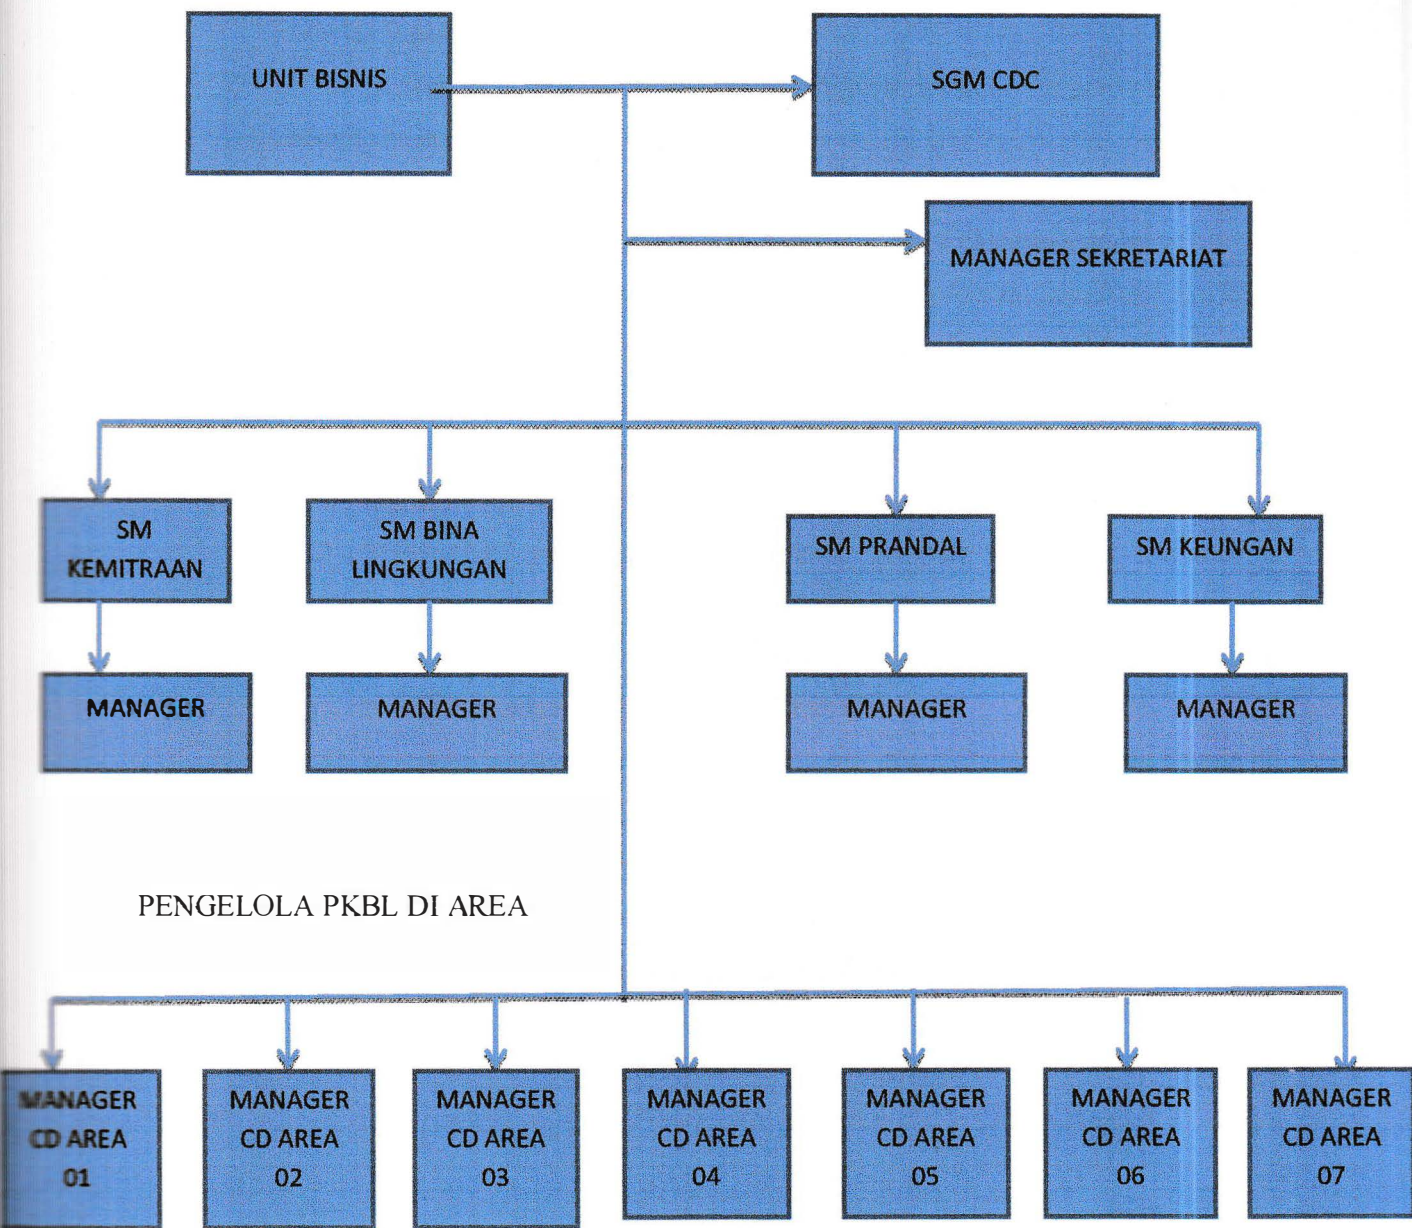 UNIT BISNIS
SGM CDC
MANAGER SEKRETARIAT
SM
KEMITRAAN
SM BINA
LINGKUNGAN
SM PRANDAL
SM KEUNGAN
MANAGER
MANAGER
MANAGER
MANAGER
PENGELOLA PKBL DI AREA
MANAGER
CD AREA
01
MANAGER
CD AREA
02
MANAGER
CD AREA
03
MANAGER
CD AREA
04
MANAGER
CD AREA
05
MANAGER
CD AREA
06
MANAGER
CD AREA
07